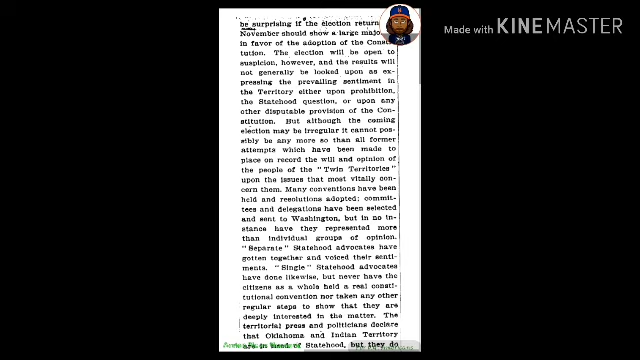 Made with KINEMASTER
be surprising if the election return
November should show a large major
in favor of the adoption of the Consti-
tution. The election will be open to
suspicion, however, and the results will
not generally be looked upon as ex-
pressing the prevailing sentiment in
the Territory either upon prohibition,
the Statehood question, or upon any
other disputable provision of the Con-
stitution. But although the coming
election may be irregular it cannot pos-
sibly be any more so than all former
attempts which have been made to
place on record the will and opinion of
the people of the "Twin Territories"
upon the issues that most vitally con-
cern them. Many conventions have been
held and resolutions adopted; commit-
tees and delegations have been selected
and sent to Washington, but in no in-
stance have they represented more
than individual groups of opinion.
"Separate" Statehood advocates have
gotten together and voiced their senti-
ments. "Single" Statehood advocates
have done likewise, but never have the
citizens as a whole held a real consti-
tutional convention nor taken any other
regular steps to show that they are
deeply interested in the matter. The
territorial press and politicians declare
that Oklahoma and Indian Territory
are in need of Statehood, but they do